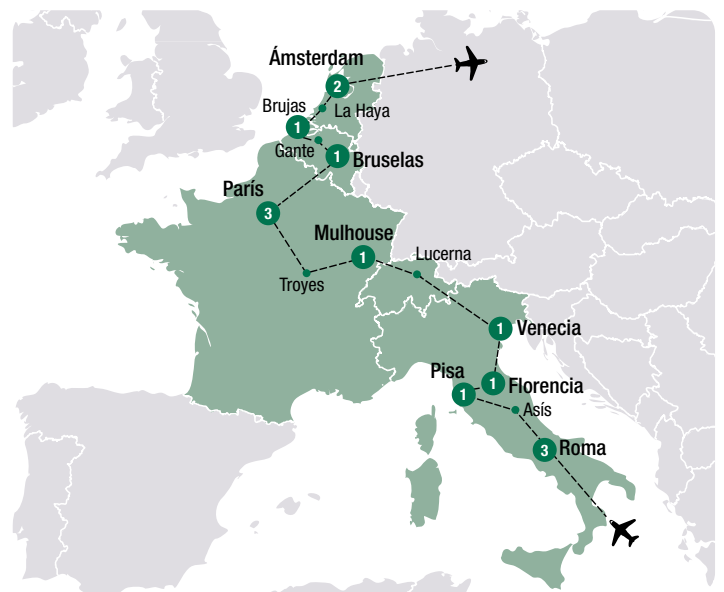 Ámsterdam
2
Brujas
La Haya
1
Gante
1
Bruselas
París
3
Mulhouse
1
Lucerna
Troyes
1
Venecia
Pisa
1
Florencia
1
Asís
3
Roma